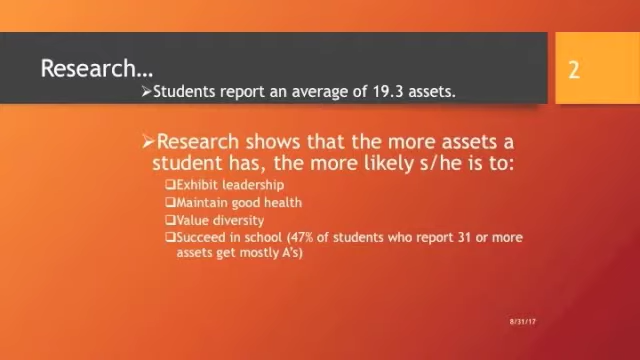 Research…
2
➢Students report an average of 19.3 assets.
➢Research shows that the more assets a
student has, the more likely s/he is to:
❑Exhibit leadership
❑Maintain good health
❑Value diversity
❑Succeed in school (47% of students who report 31 or more
assets get mostly A's)
8/31/17